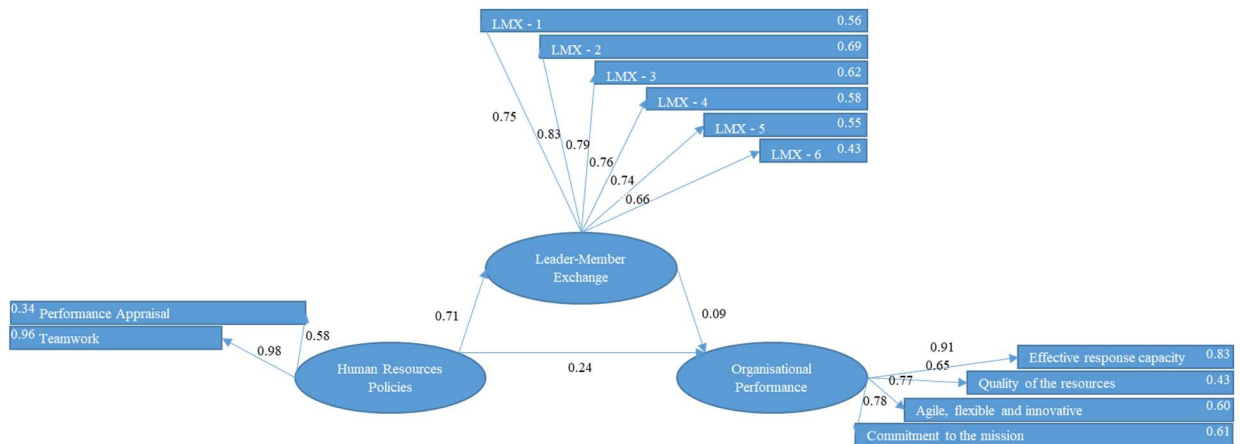 LMX - 1 0.56
LMX - 2 0.69
LMX - 3 0.62
LMX - 4 0.58
LMX - 5 0.55
LMX - 6 0.43
0.75
0.83
0.79
0.76
0.74
0.66
Leader-Member
Exchange
0.34 Performance Appraisal
0.96 Teamwork
0.58
0.98
0.71
0.09
Human Resources
Policies
0.24
Organisational
Performance
0.91
0.65
0.77
0.78
Effective response capacity 0.83
Quality of the resources 0.43
Agile, flexible and innovative 0.60
Commitment to the mission 0.61